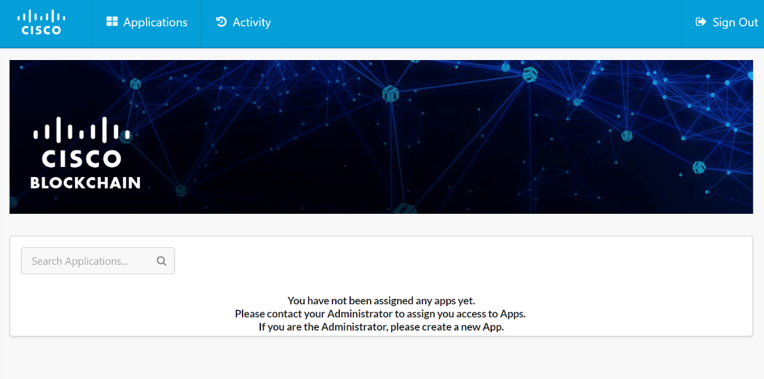 CISCO
Applications
Activity
Sign Out
CISCO
BLOCKCHAIN
Search Applications...
You have not been assigned any apps yet.
Please contact your Administrator to assign you access to Apps.
If you are the Administrator, please create a new App.